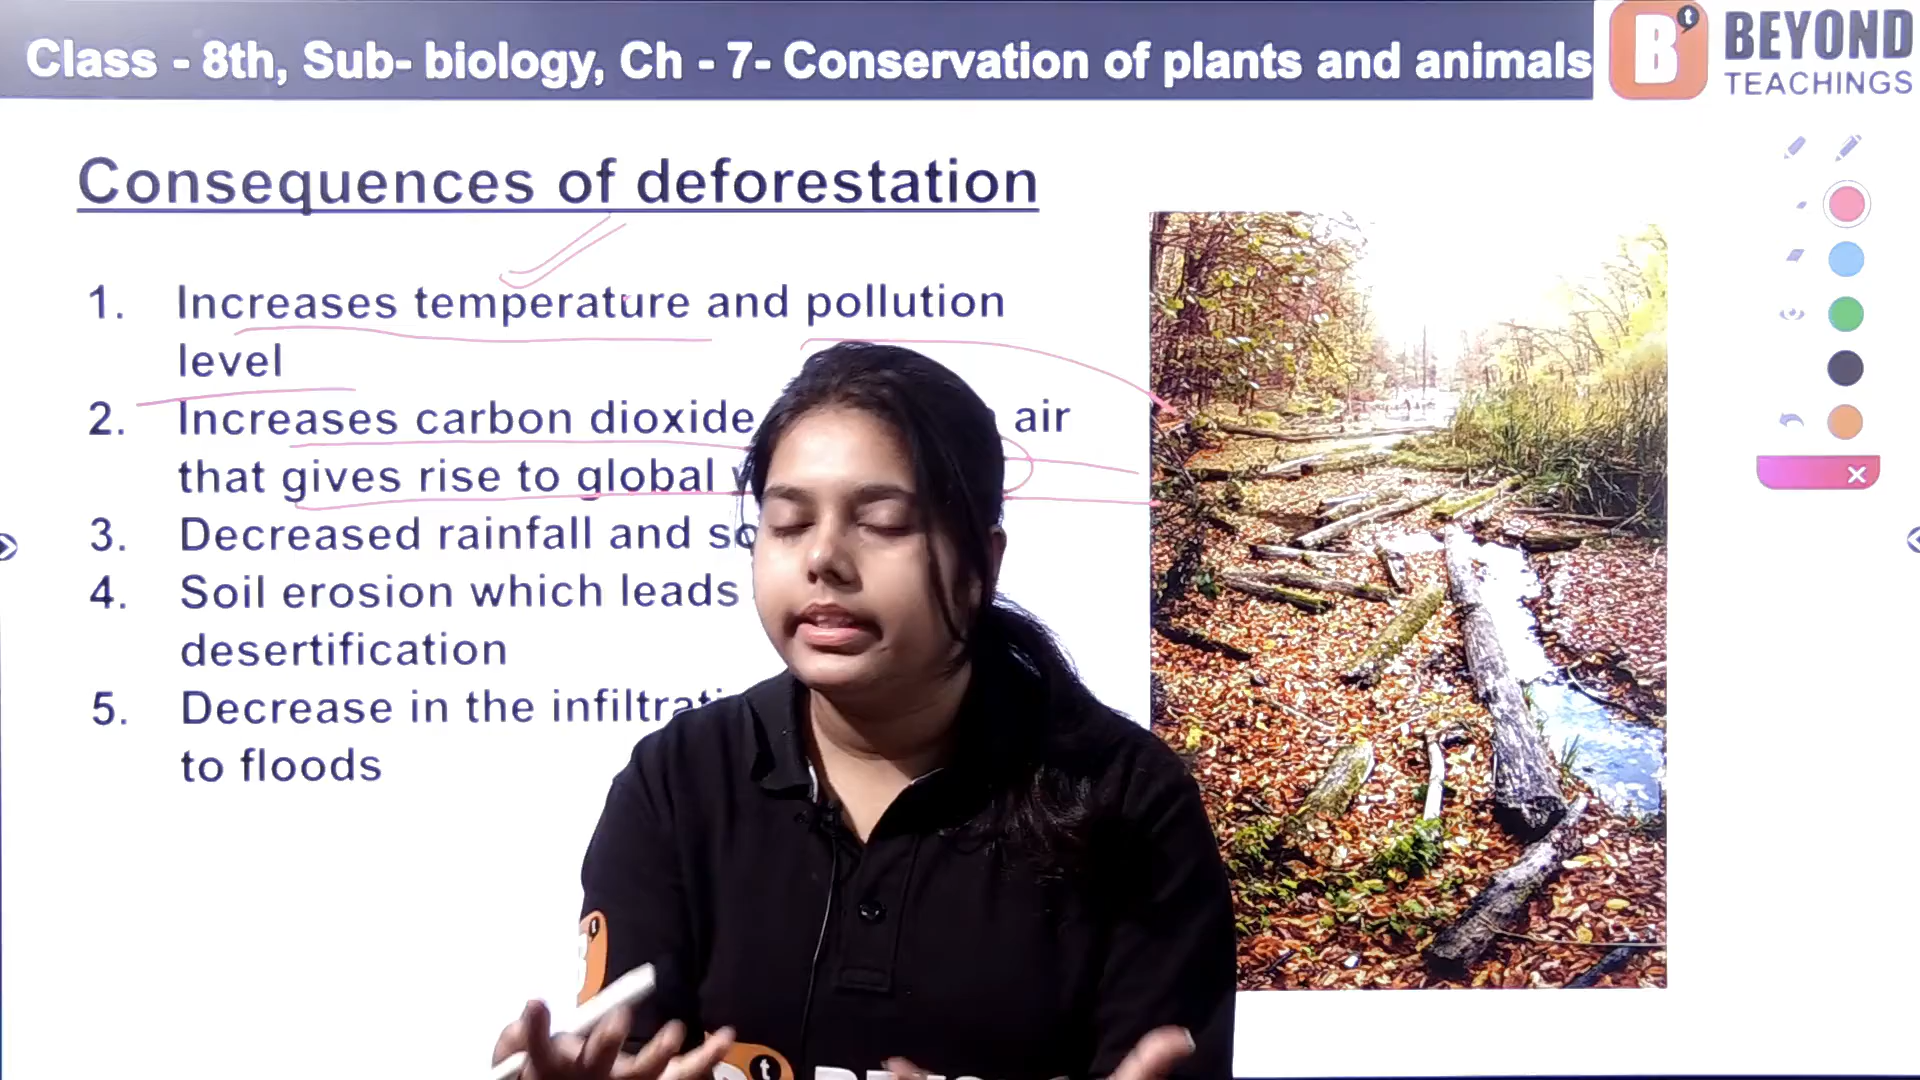 Class - 8th, Sub- biology, Ch - 7- Conservation of plants and animals
B t BEYOND
TEACHINGS
Consequences of deforestation
1. Increases temperature and pollution
level
2. Increases carbon dioxide air
that gives rise to global
3. Decreased rainfall and
4. Soil erosion which leads
desertification
5. Decrease in the
to floods